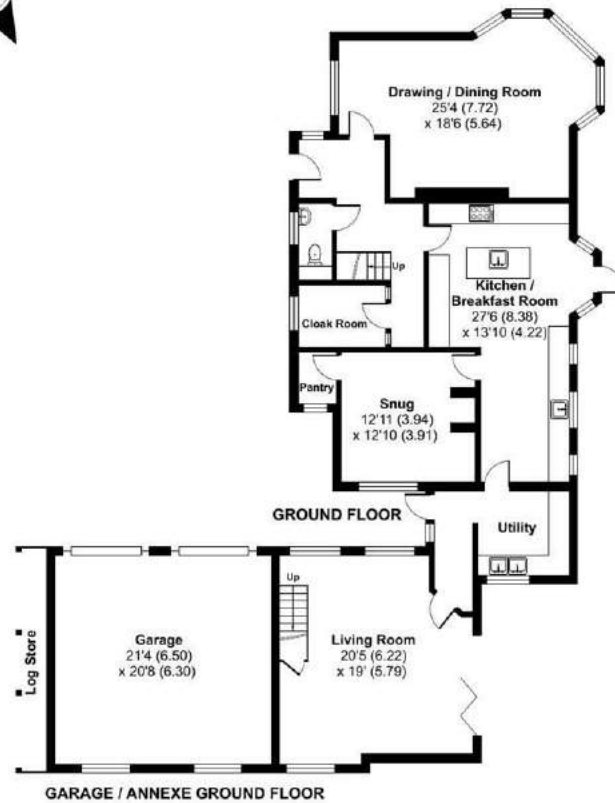 Drawing / Dining Room
25'4 (7.72)
x 18'6 (5.64)
Up
Kitchen /
Breakfast Room
27'6 (8.38)
x 13'10 (4.22)
Cloak Room
Pantry
Snug
12'11 (3.94)
x 12'10 (3.91)
GROUND FLOOR
Utility
Up
Log Store
Garage
21'4 (6.50)
x 20'8 (6.30)
Living Room
20'5 (6.22)
x 19' (5.79)
GARAGE / ANNEXE GROUND FLOOR